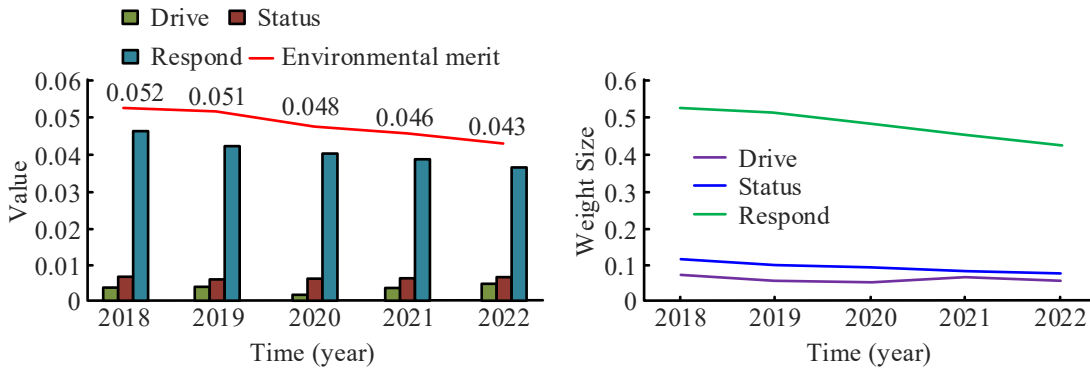 Drive Status
Respond Environmental merit
Value
0.06
0.05
0.04
0.03
0.02
0.01
0
0.052
0.051
0.048
0.046
0.043
2018 2019 2020 2021 2022
Time (year)
Weight Size
0.6
0.5
0.4
0.3
0.2
0.1
0
Drive
Status
Respond
2018 2019 2020 2021 2022
Time (year)